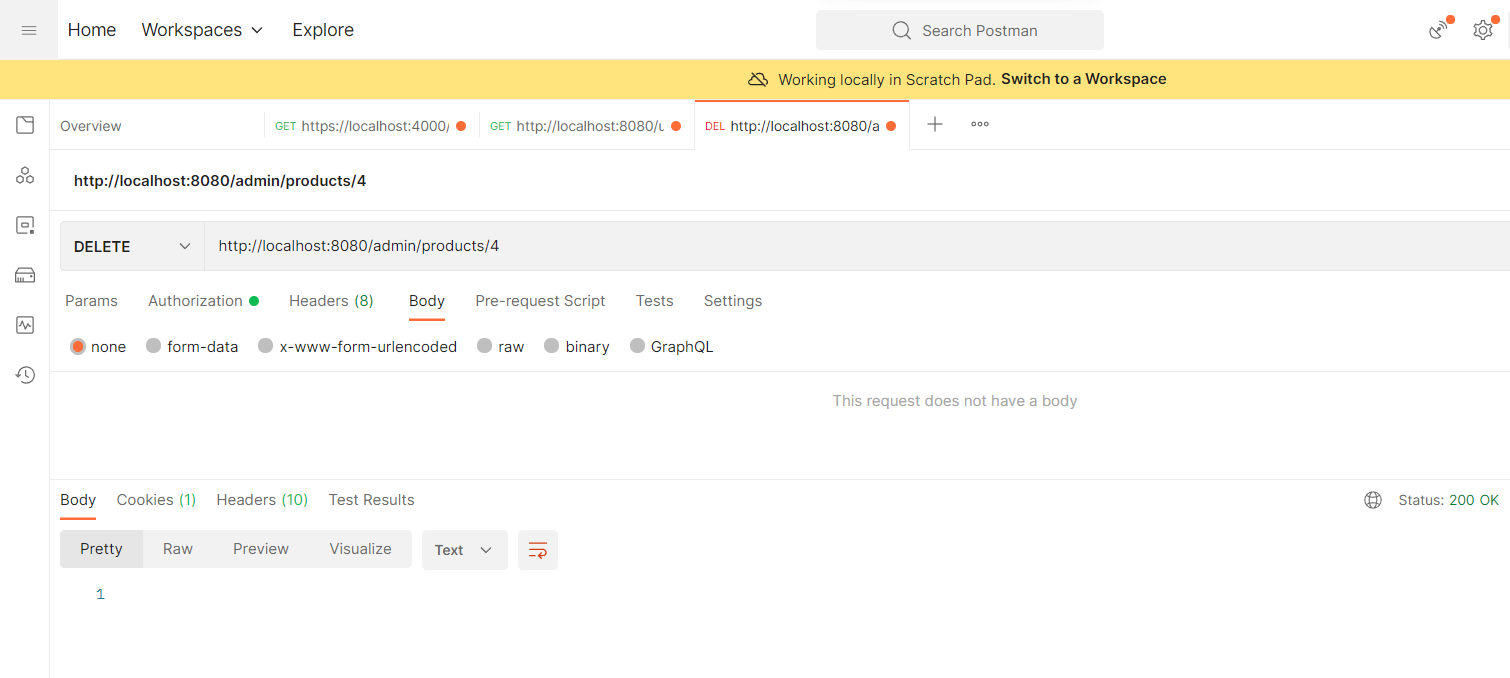 Home Workspaces Explore Search Postman
Working locally in Scratch Pad. Switch to a Workspace
Overview GET https://localhost:4000/ GET http://localhost:8080/u DEL http://localhost:8080/a
http://localhost:8080/admin/products/4
DELETE http://localhost:8080/admin/products/4
Params Authorization Headers (8) Body Pre-request Script Tests Settings
none form-data x-www-form-urlencoded raw binary GraphQL
This request does not have a body
Body Cookies (1) Headers (10) Test Results Status: 200 OK
Pretty Raw Preview Visualize Text
1